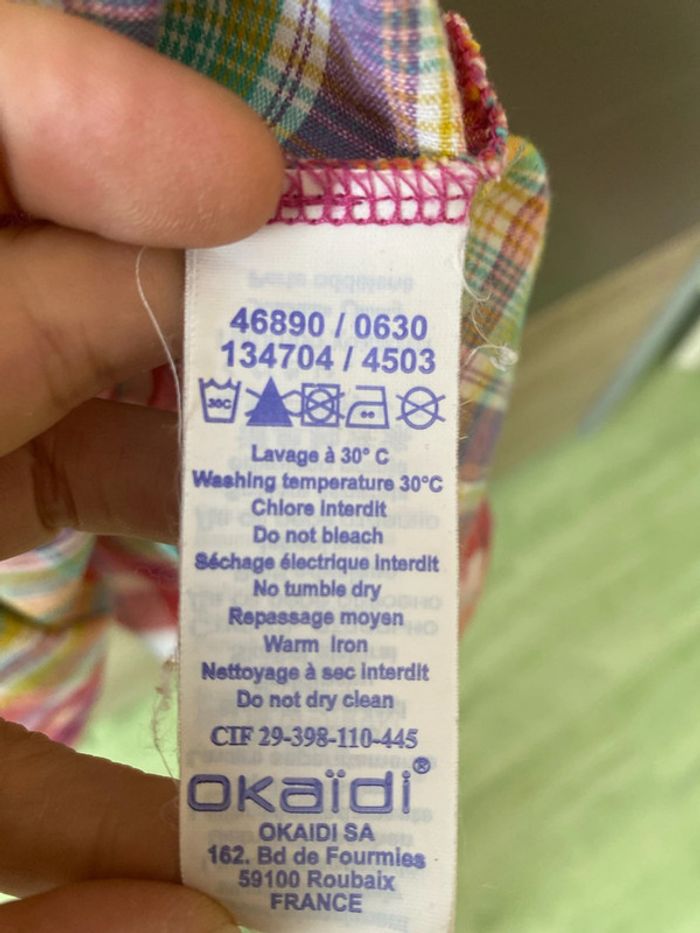 46890 / 0630
134704 / 4503
30C
Lavage à 30° C
Washing temperature 30°C
Chlore interdit
Do not bleach
Séchage électrique interdit
No tumble dry
Repassage moyen
Warm Iron
Nettoyage à sec interdit
Do not dry clean
CIF 29-398-110-445
okaïdi®
OKAIDI SA
162. Bd de Fourmies
59100 Roubaix
FRANCE